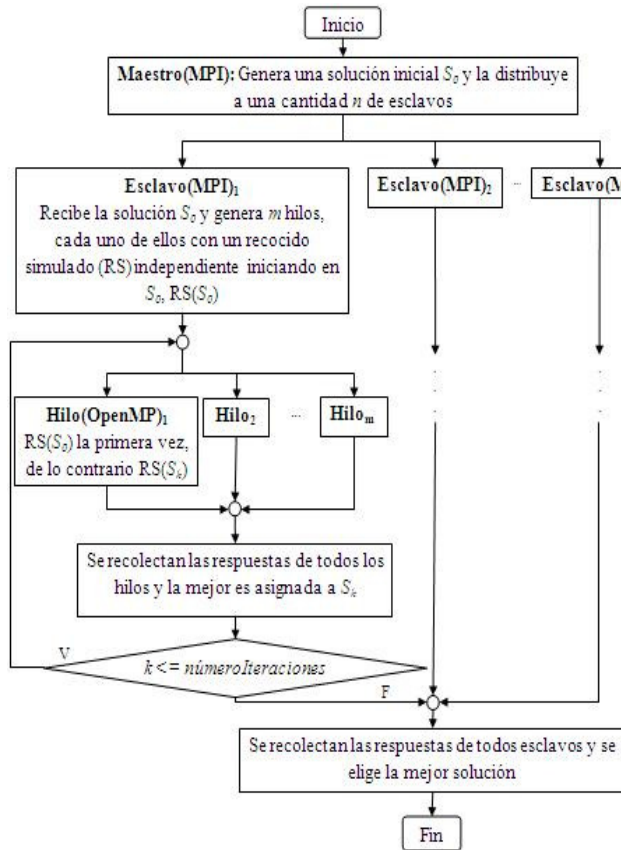 Inicio
Maestro(MPI): Genera una solución inicial S₀ y la distribuye
a una cantidad n de esclavos
Esclavo(MPI)₁
Recibe la solución S₀ y genera m hilos,
cada uno de ellos con un recocido
simulado (RS) independiente iniciando en
S₀, RS(S₀)
Esclavo(MPI)₂
...
Esclavo(M
Hilo(OpenMP)₁
RS(S₀) la primera vez,
de lo contrario RS(Sₖ)
Hilo₂
...
Hiloₘ
Se recolectan las respuestas de todos los
hilos y la mejor es asignada a Sₖ
V
k <= númeroIteraciones
F
Se recolectan las respuestas de todos esclavos y se
elige la mejor solución
Fin